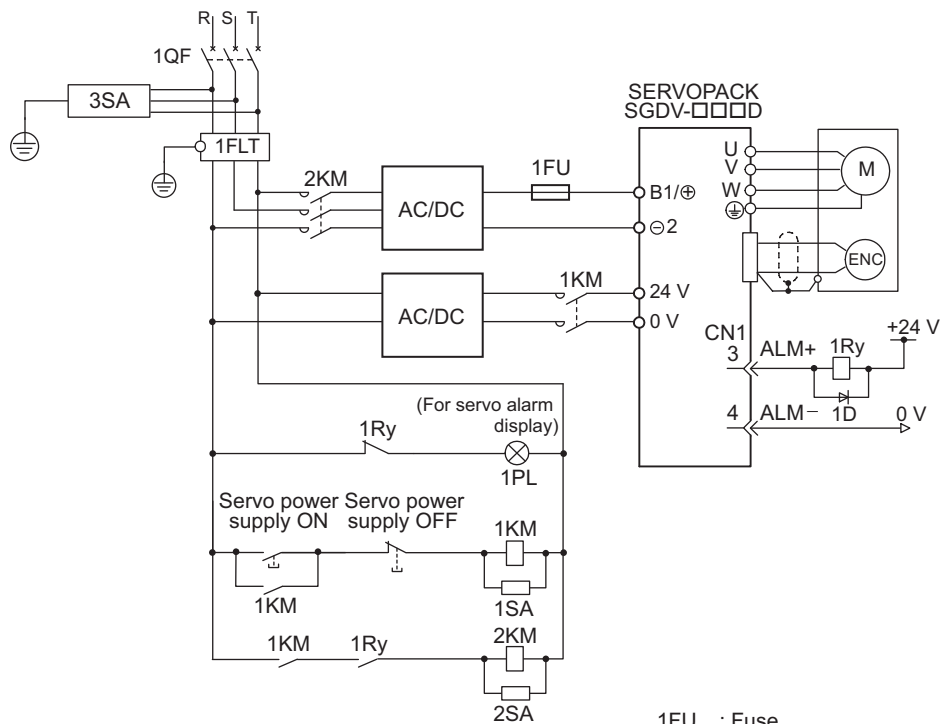 R S T
1QF
3SA
1FLT
2KM
AC/DC
1FU
SERVOPACK
SGDV-□□□D
U
V
W
M
B1/⊕
⊖2
ENC
AC/DC
1KM
24 V
0 V
CN1
3 ALM+
1Ry
+24 V
1D
4 ALM−
0 V
(For servo alarm
display)
1Ry
1PL
Servo power
supply ON
Servo power
supply OFF
1KM
1KM
1SA
1KM
1Ry
2KM
2SA
1FU : Fuse